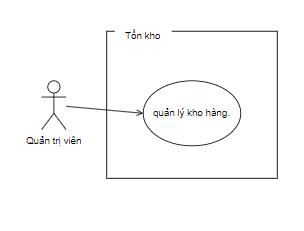 Tồn kho
quản lý kho hàng.
Quản trị viên